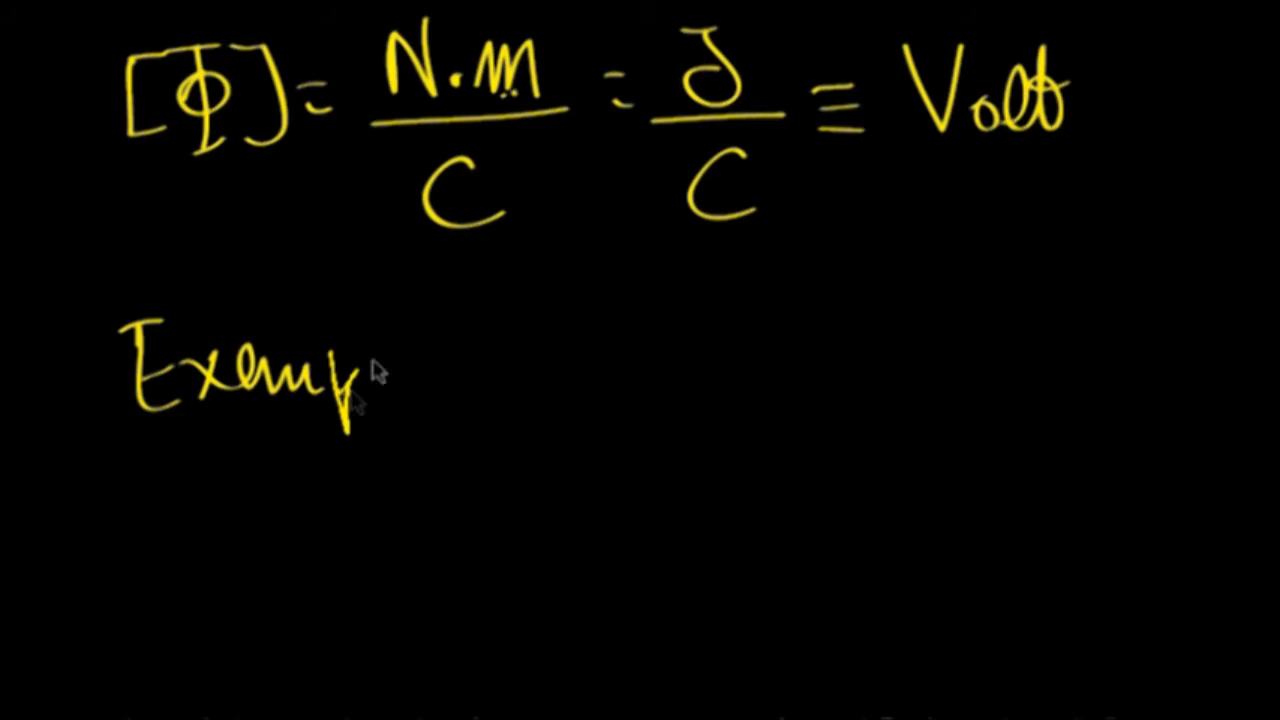 [Φ] = N.m/C = J/C ≡ Volt
Exemp